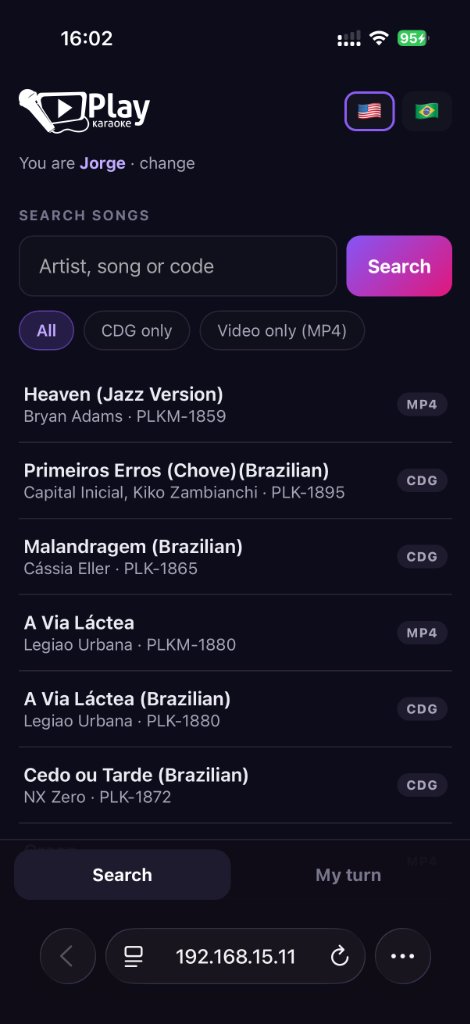 16:02
95
Play
karaoke
You are Jorge · change
SEARCH SONGS
Artist, song or code
Search
All
CDG only
Video only (MP4)
Heaven (Jazz Version)
Bryan Adams · PLKM-1859
MP4
Primeiros Erros (Chove)(Brazilian)
Capital Inicial, Kiko Zambianchi · PLK-1895
CDG
Malandragem (Brazilian)
Cássia Eller · PLK-1865
CDG
A Via Láctea
Legiao Urbana · PLKM-1880
MP4
A Via Láctea (Brazilian)
Legiao Urbana · PLK-1880
CDG
Cedo ou Tarde (Brazilian)
NX Zero · PLK-1872
CDG
MP4
Search
My turn
192.168.15.11